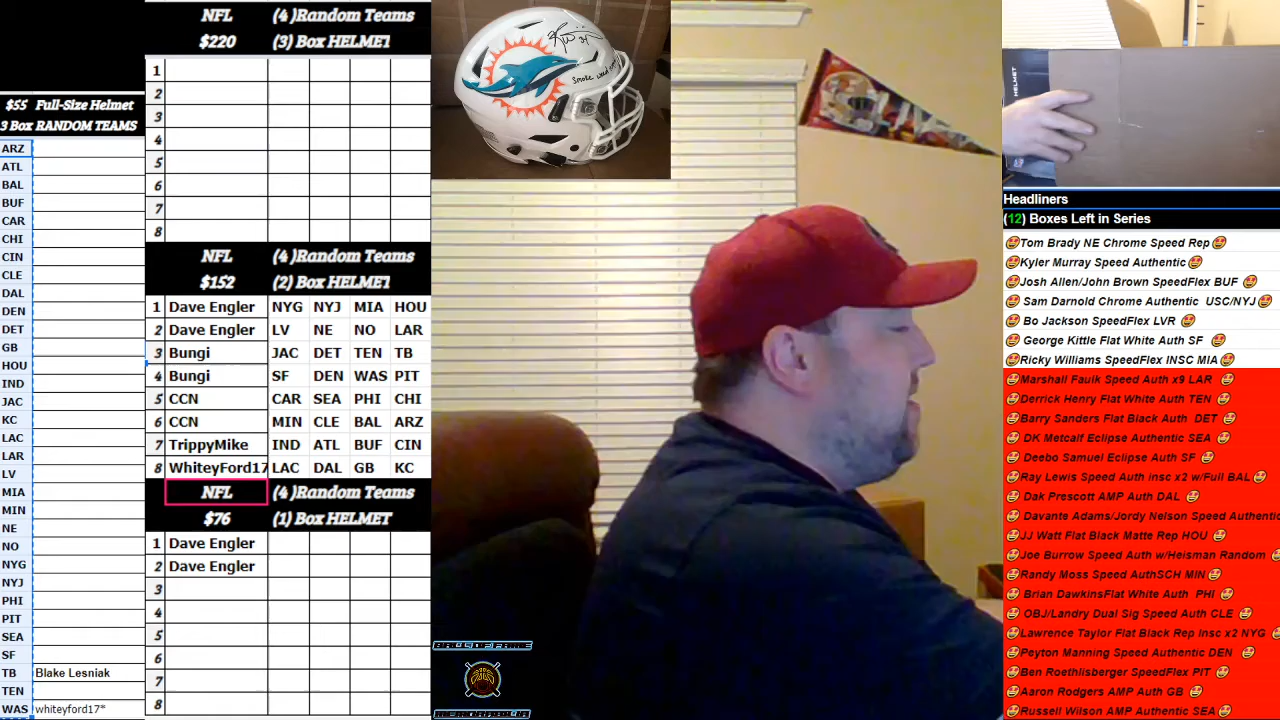 $55 Full-Size Helmet
3 Box RANDOM TEAMS
ARZ
ATL
BAL
BUF
CAR
CHI
CIN
CLE
DAL
DEN
DET
GB
HOU
IND
JAC
KC
LAC
LAR
LV
MIA
MIN
NE
NO
NYG
NYJ
PHI
PIT
SEA
SF
TB Blake Lesniak
TEN
WAS whiteyford17*
NFL (4 )Random Teams
$220 (3) Box HELMET
1
2
3
4
5
6
7
8
NFL (4 )Random Teams
$152 (2) Box HELMET
1 Dave Engler NYG NYJ MIA HOU
2 Dave Engler LV NE NO LAR
3 Bungi JAC DET TEN TB
4 Bungi SF DEN WAS PIT
5 CCN CAR SEA PHI CHI
6 CCN MIN CLE BAL ARZ
7 TrippyMike IND ATL BUF CIN
8 WhiteyFord17 LAC DAL GB KC
NFL (4 )Random Teams
$76 (1) Box HELMET
1 Dave Engler
2 Dave Engler
3
4
5
6
7
8
BALLS OF FAME
MEMORABILIA
HELMET
Headliners
(12) Boxes Left in Series
Tom Brady NE Chrome Speed Rep
Kyler Murray Speed Authentic
Josh Allen/John Brown SpeedFlex BUF
Sam Darnold Chrome Authentic USC/NYJ
Bo Jackson SpeedFlex LVR
George Kittle Flat White Auth SF
Ricky Williams SpeedFlex INSC MIA
Marshall Faulk Speed Auth x9 LAR
Derrick Henry Flat White Auth TEN
Barry Sanders Flat Black Auth DET
DK Metcalf Eclipse Authentic SEA
Deebo Samuel Eclipse Auth SF
Ray Lewis Speed Auth insc x2 w/Full BAL
Dak Prescott AMP Auth DAL
Davante Adams/Jordy Nelson Speed Authentic
JJ Watt Flat Black Matte Rep HOU
Joe Burrow Speed Auth w/Heisman Random
Randy Moss Speed AuthSCH MIN
Brian DawkinsFlat White Auth PHI
OBJ/Landry Dual Sig Speed Auth CLE
Lawrence Taylor Flat Black Rep Insc x2 NYG
Peyton Manning Speed Authentic DEN
Ben Roethlisberger SpeedFlex PIT
Aaron Rodgers AMP Auth GB
Russell Wilson AMP Authentic SEA